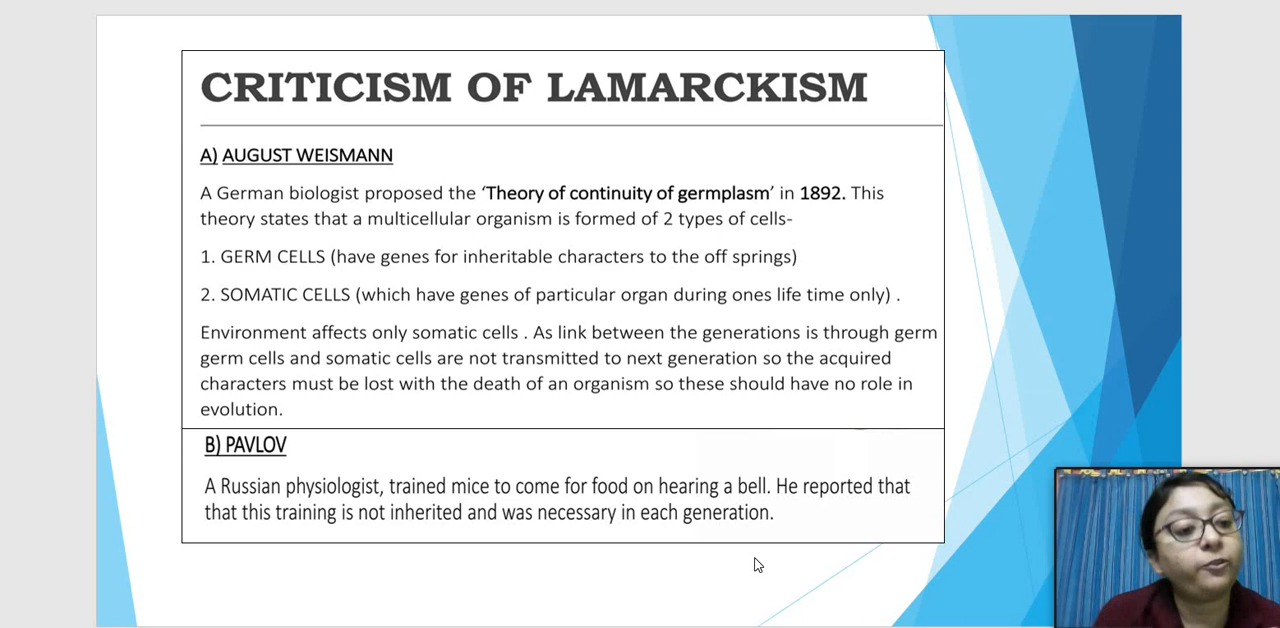 CRITICISM OF LAMARCKISM
A) AUGUST WEISMANN
A German biologist proposed the ‘Theory of continuity of germplasm’ in 1892. This
theory states that a multicellular organism is formed of 2 types of cells-
1. GERM CELLS (have genes for inheritable characters to the off springs)
2. SOMATIC CELLS (which have genes of particular organ during ones life time only) .
Environment affects only somatic cells . As link between the generations is through germ
germ cells and somatic cells are not transmitted to next generation so the acquired
characters must be lost with the death of an organism so these should have no role in
evolution.
B) PAVLOV
A Russian physiologist, trained mice to come for food on hearing a bell. He reported that
that this training is not inherited and was necessary in each generation.